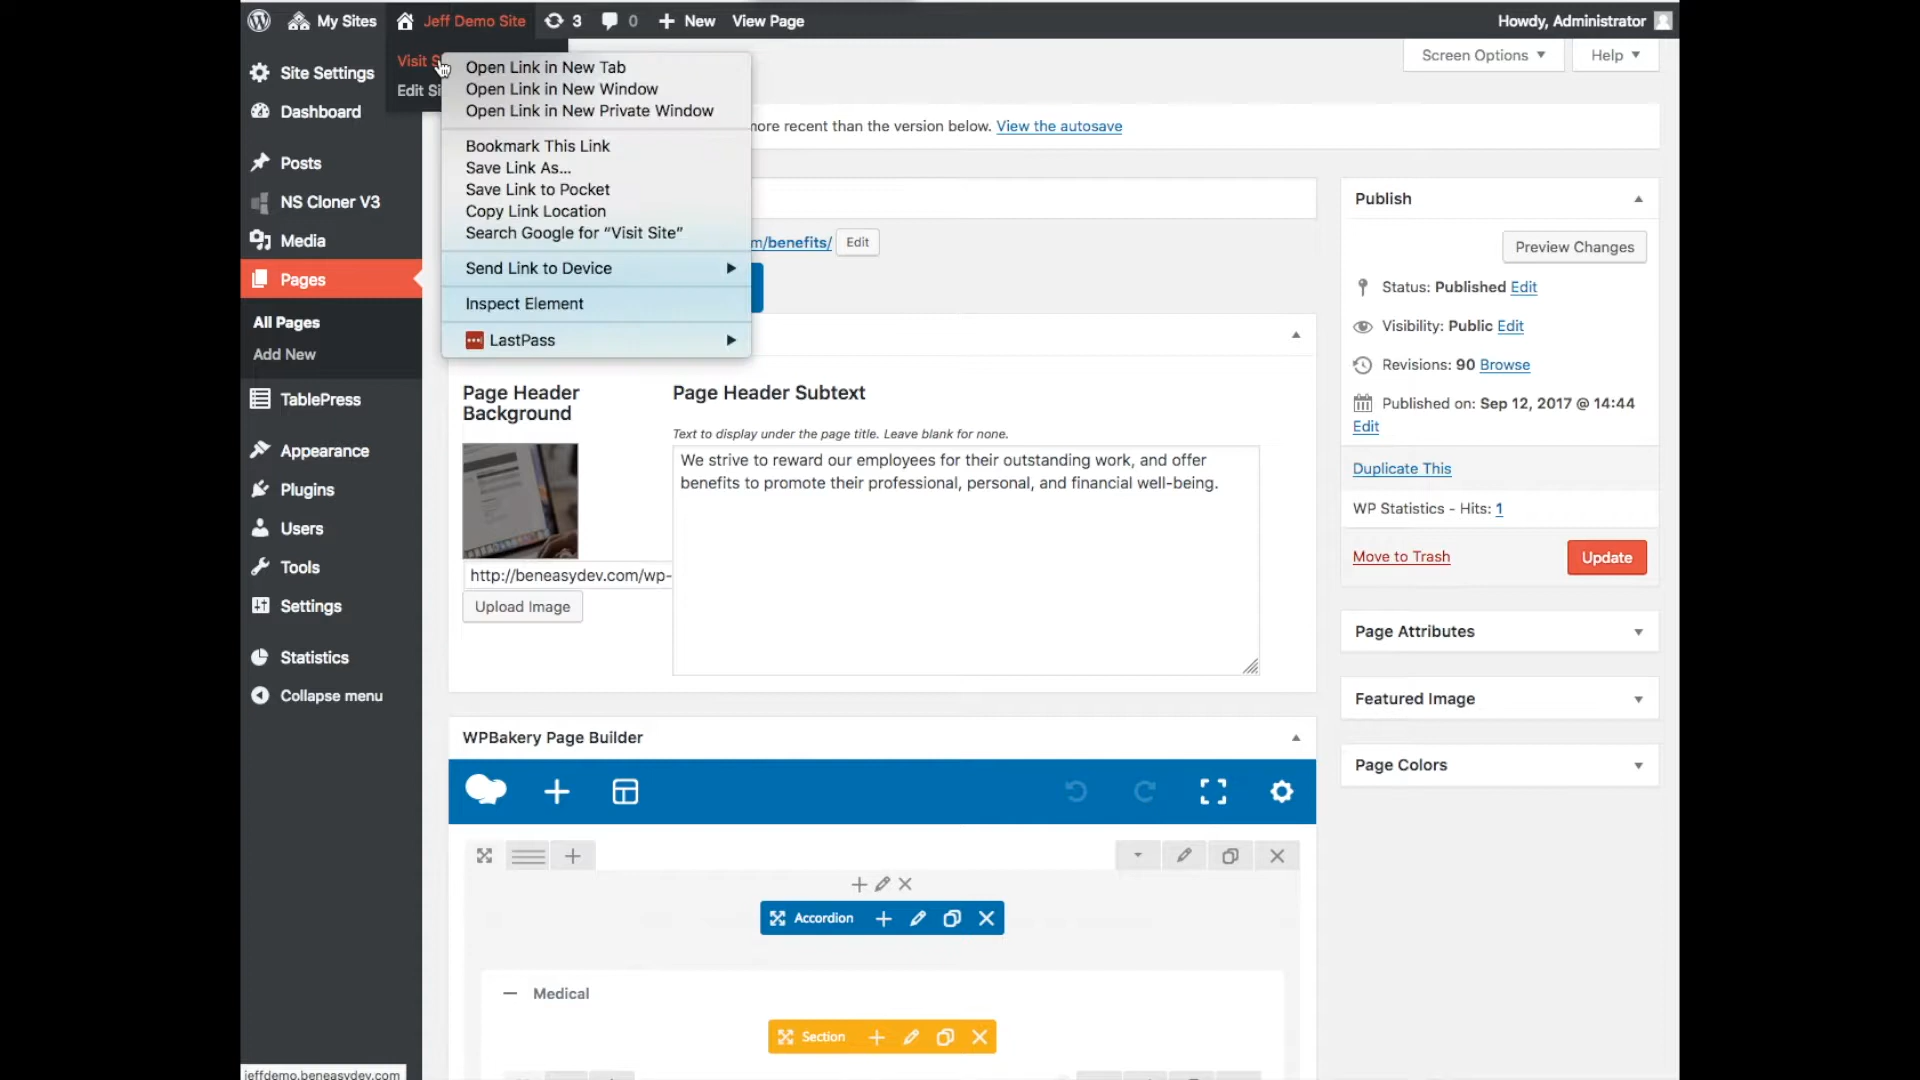 My Sites Jeff Demo Site 3 0 New View Page Howdy, Administrator
Screen Options Help
Visit S
Edit Si
Site Settings
Dashboard
Posts
NS Cloner V3
Media
Pages
All Pages
Add New
TablePress
Appearance
Plugins
Users
Tools
Settings
Statistics
Collapse menu
jeffdemo.beneasydev.com
Open Link in New Tab
Open Link in New Window
Open Link in New Private Window
Bookmark This Link
Save Link As...
Save Link to Pocket
Copy Link Location
Search Google for “Visit Site”
Send Link to Device
Inspect Element
LastPass
more recent than the version below. View the autosave
m/benefits/ Edit
Page Header
Background
http://beneasydev.com/wp-
Upload Image
Page Header Subtext
Text to display under the page title. Leave blank for none.
We strive to reward our employees for their outstanding work, and offer
benefits to promote their professional, personal, and financial well-being.
WPBakery Page Builder
Accordion
Medical
Section
Publish
Preview Changes
Status: Published Edit
Visibility: Public Edit
Revisions: 90 Browse
Published on: Sep 12, 2017 @ 14:44
Edit
Duplicate This
WP Statistics - Hits: 1
Move to Trash
Update
Page Attributes
Featured Image
Page Colors